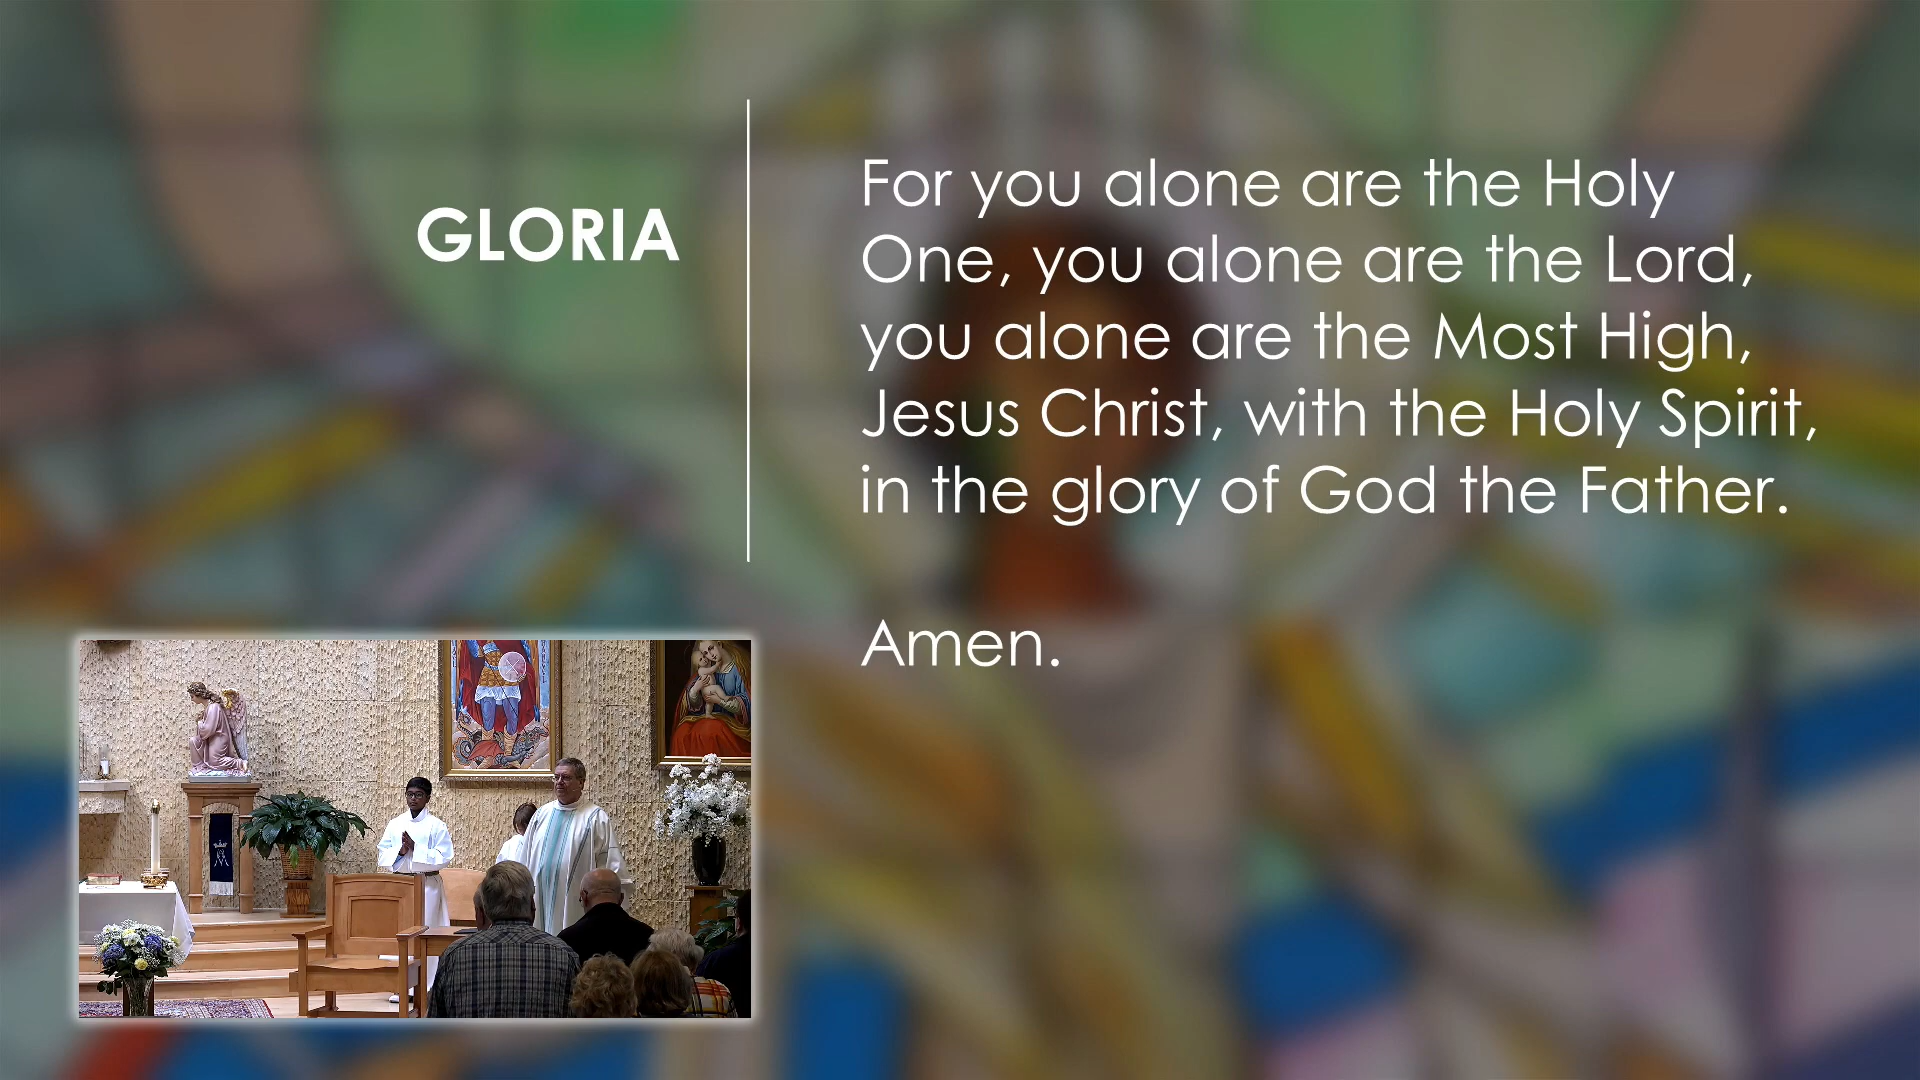 GLORIA
For you alone are the Holy
One, you alone are the Lord,
you alone are the Most High,
Jesus Christ, with the Holy Spirit,
in the glory of God the Father.
Amen.